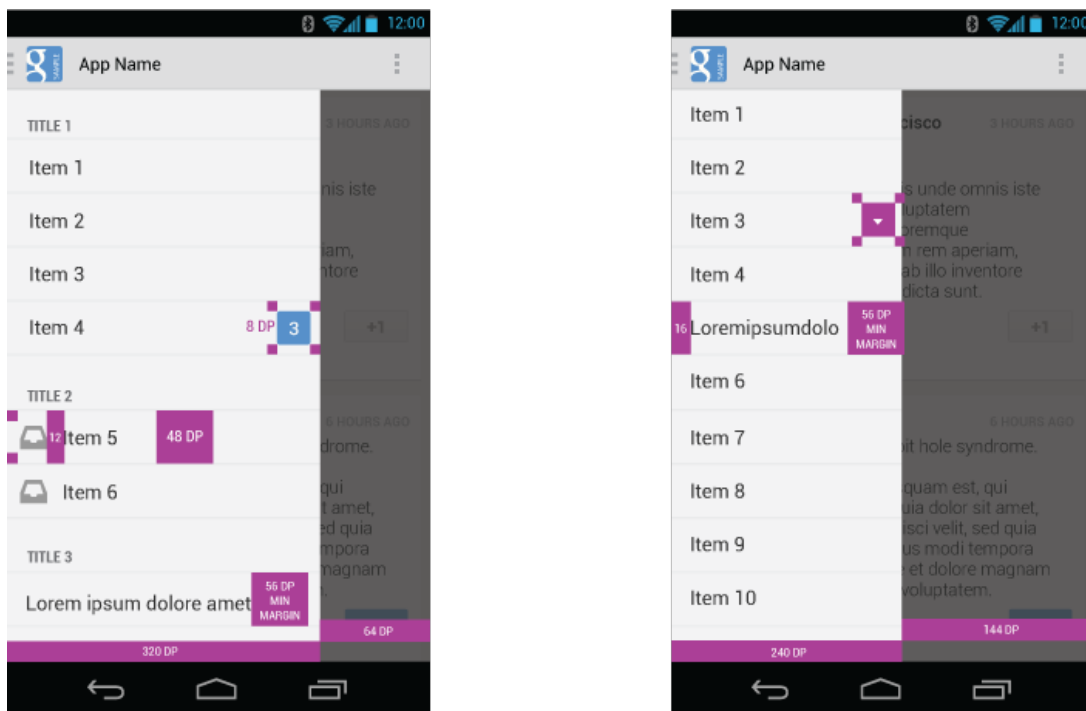 12:00
App Name
TITLE 1
3 HOURS AGO
Item 1
nis iste
Item 2
iam,
Item 3
ntore
Item 4
8 DP
3
+1
TITLE 2
6 HOURS AGO
12
Item 5
48 DP
drome.
Item 6
qui
t amet,
ed quia
TITLE 3
mpora
magnam
Lorem ipsum dolore amet
56 DP
MIN
MARGIN
64 DP
320 DP
12:00
App Name
Item 1
cisco
3 HOURS AGO
Item 2
s unde omnis iste
Item 3
luptatem
oremque
n rem aperiam,
Item 4
ab illo inventore
dicta sunt.
16
Loremipsumdolo
56 DP
MIN
MARGIN
+1
Item 6
6 HOURS AGO
Item 7
bit hole syndrome.
Item 8
quam est, qui
uia dolor sit amet,
isci velit, sed quia
Item 9
us modi tempora
e et dolore magnam
Item 10
voluptatem.
144 DP
240 DP